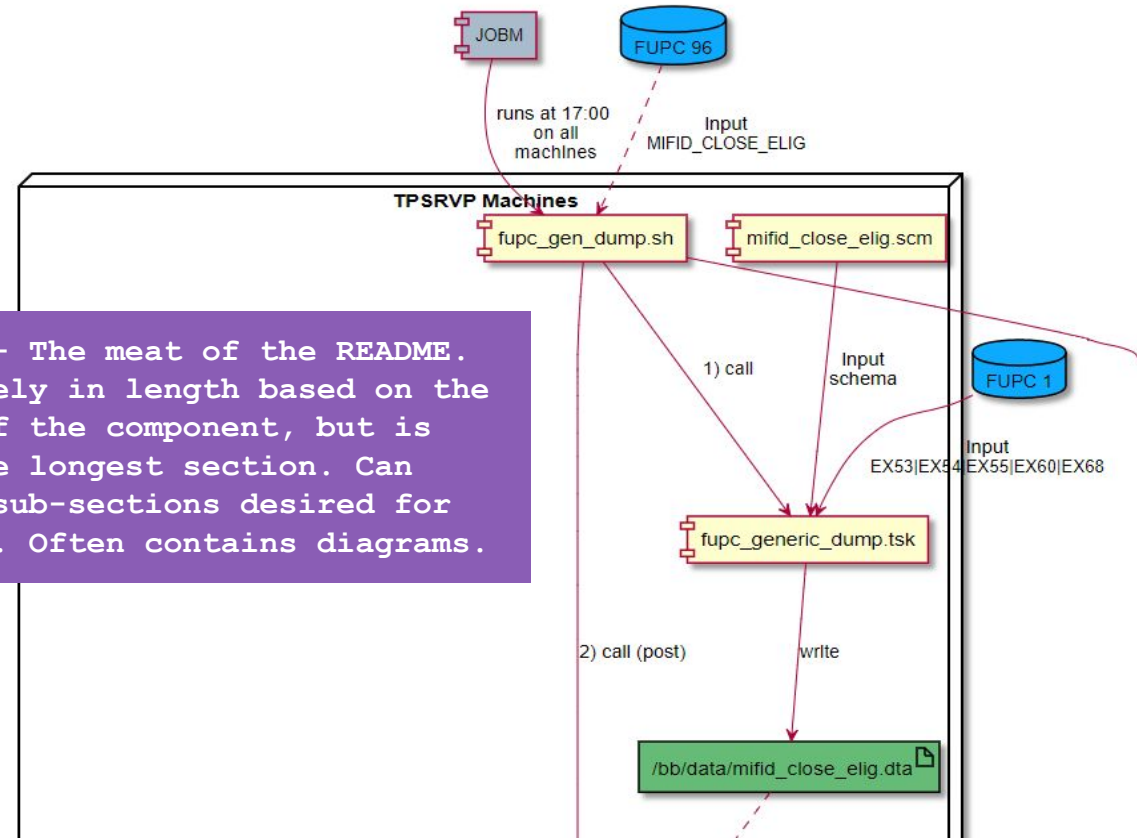 JOBM
FUPC 96
runs at 17:00
on all
machines
Input
MIFID_CLOSE_ELIG
TPSRVP Machines
fupc_gen_dump.sh
mifid_close_elig.scm
- The meat of the README.
ely in length based on the
f the component, but is
e longest section. Can
sub-sections desired for
. Often contains diagrams.
1) call
Input
schema
FUPC 1
Input
EX53|EX54|EX55|EX60|EX68
fupc_generic_dump.tsk
2) call (post)
write
/bb/data/mifid_close_elig.dta